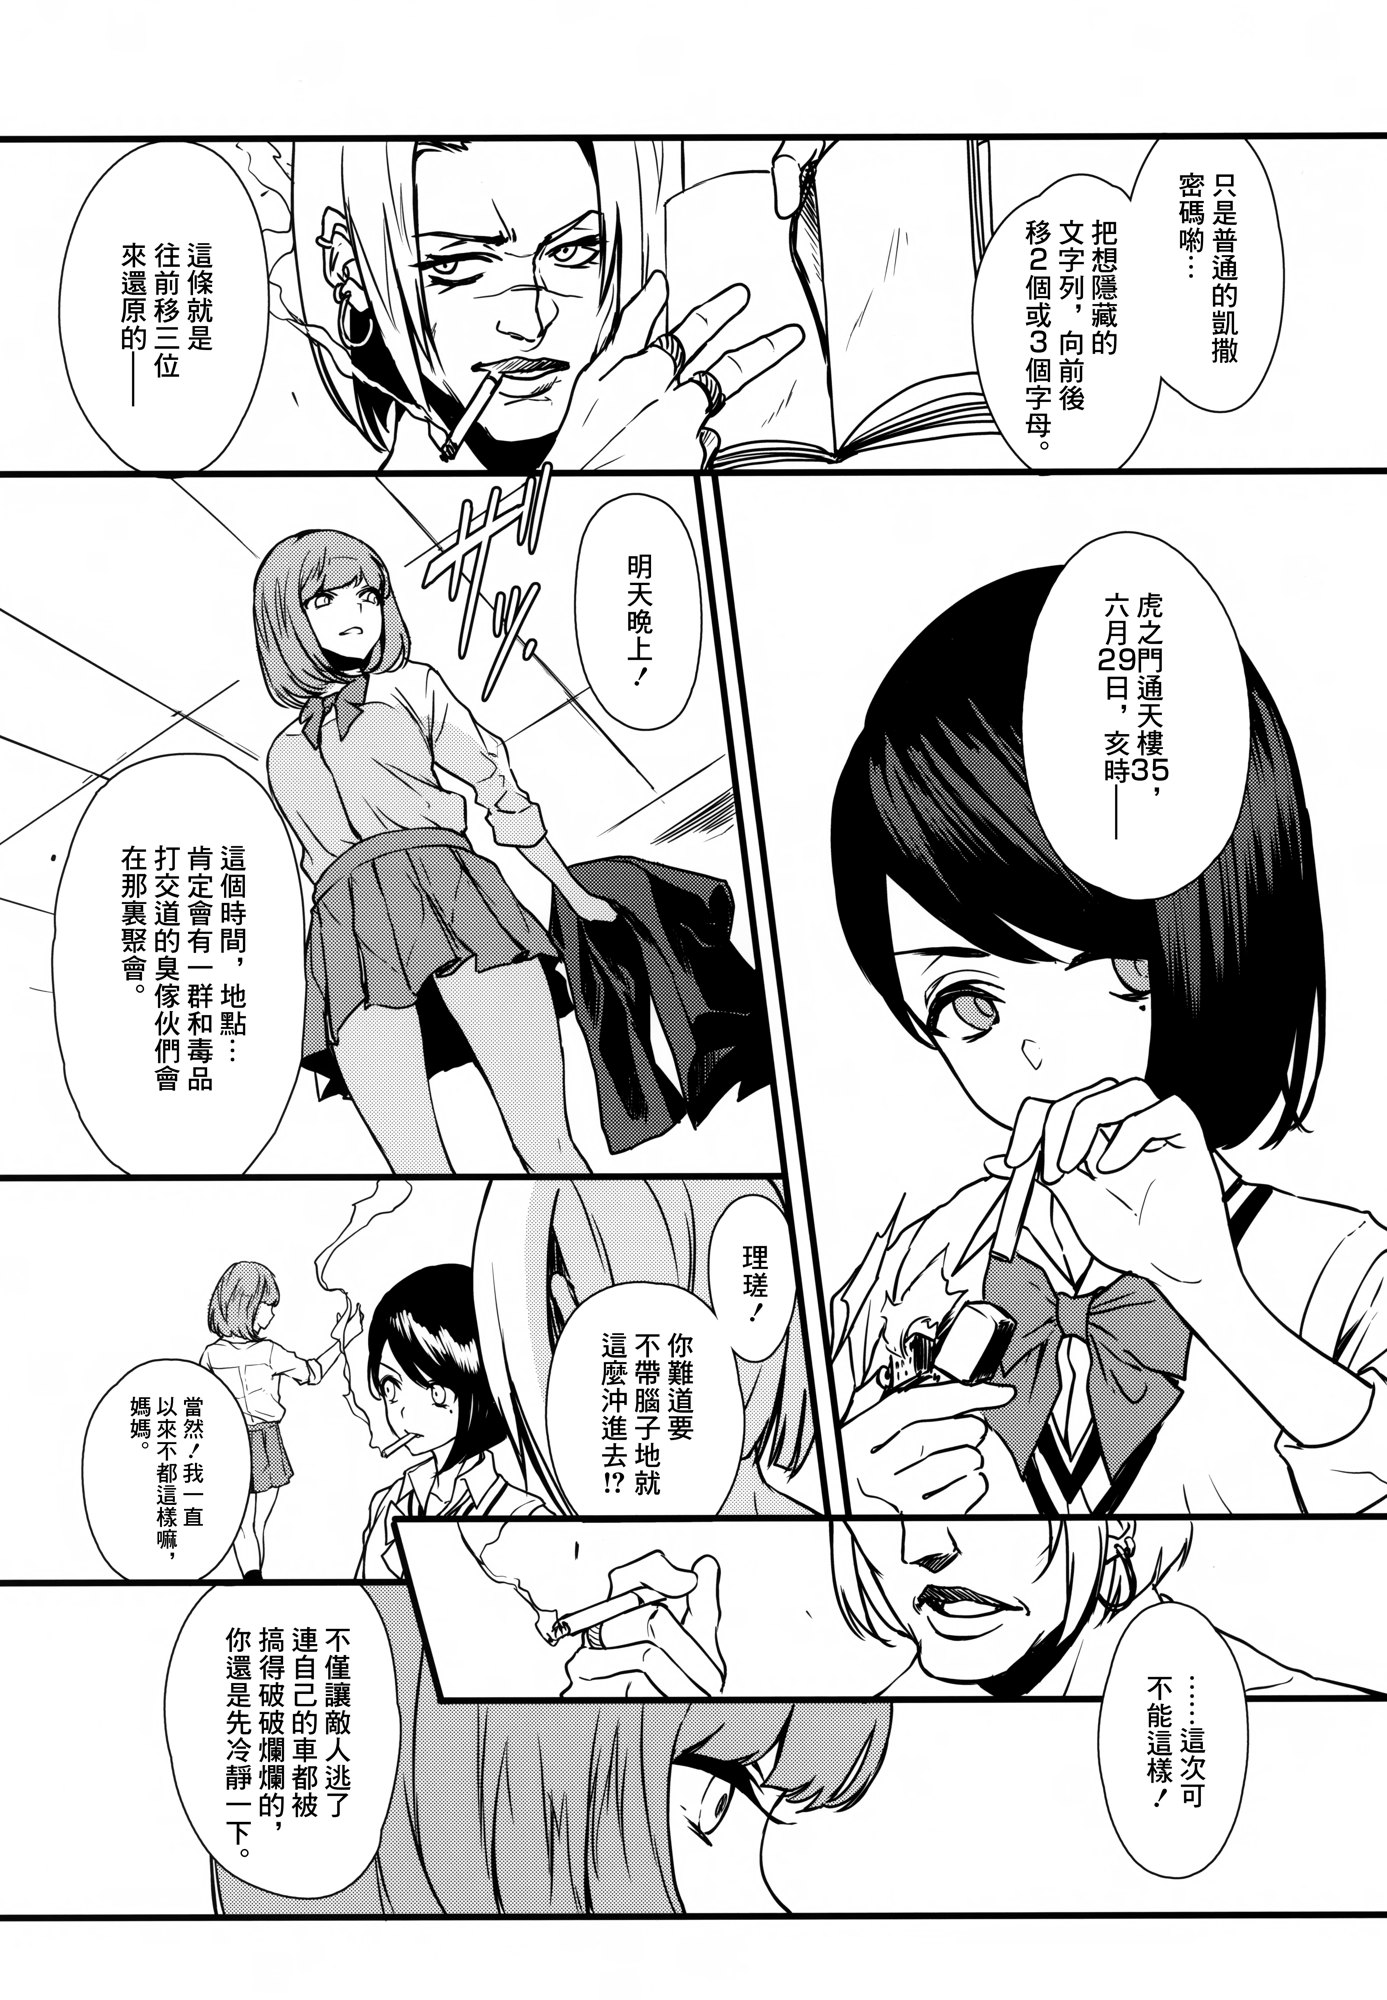 只是普通的凱撒
密碼喲…
把想隱藏的
文字列，向前後
移2個或3個字母。
這條就是
往前移三位
來還原的——
虎之門通天樓35，
六月29日，亥時——
明天晚上！
ザザッ
這個時間，地點…
肯定會有一群和毒品
打交道的臭傢伙們會
在那裏聚會。
理瑳！
你難道要
不帶腦子地就
這麼沖進去!?
當然！我一直
以來不都這樣嘛，
媽媽。
……這次可
不能這樣！
不僅讓敵人逃了
連自己的車都被
搞得破破爛爛的，
你還是先冷靜一下。